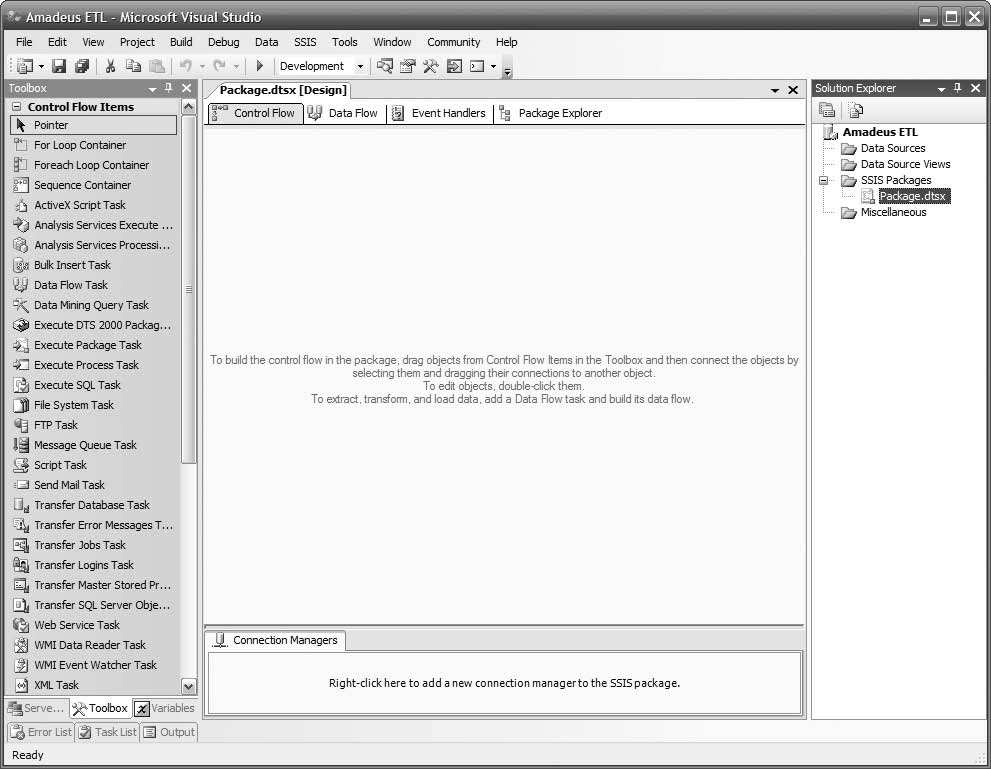 Amadeus ETL - Microsoft Visual Studio
File Edit View Project Build Debug Data SSIS Tools Window Community Help
Development
Toolbox
Control Flow Items
Pointer
For Loop Container
Foreach Loop Container
Sequence Container
ActiveX Script Task
Analysis Services Execute ...
Analysis Services Processi...
Bulk Insert Task
Data Flow Task
Data Mining Query Task
Execute DTS 2000 Packag...
Execute Package Task
Execute Process Task
Execute SQL Task
File System Task
FTP Task
Message Queue Task
Script Task
Send Mail Task
Transfer Database Task
Transfer Error Messages T...
Transfer Jobs Task
Transfer Logins Task
Transfer Master Stored Pr...
Transfer SQL Server Obje...
Web Service Task
WMI Data Reader Task
WMI Event Watcher Task
XML Task
Serve... Toolbox Variables
Error List Task List Output
Package.dtsx [Design]
Control Flow Data Flow Event Handlers Package Explorer
To build the control flow in the package, drag objects from Control Flow Items in the Toolbox and then connect the objects by
selecting them and dragging their connections to another object.
To edit objects, double-click them.
To extract, transform, and load data, add a Data Flow task and build its data flow.
Connection Managers
Right-click here to add a new connection manager to the SSIS package.
Solution Explorer
Amadeus ETL
Data Sources
Data Source Views
SSIS Packages
Package.dtsx
Miscellaneous
Ready